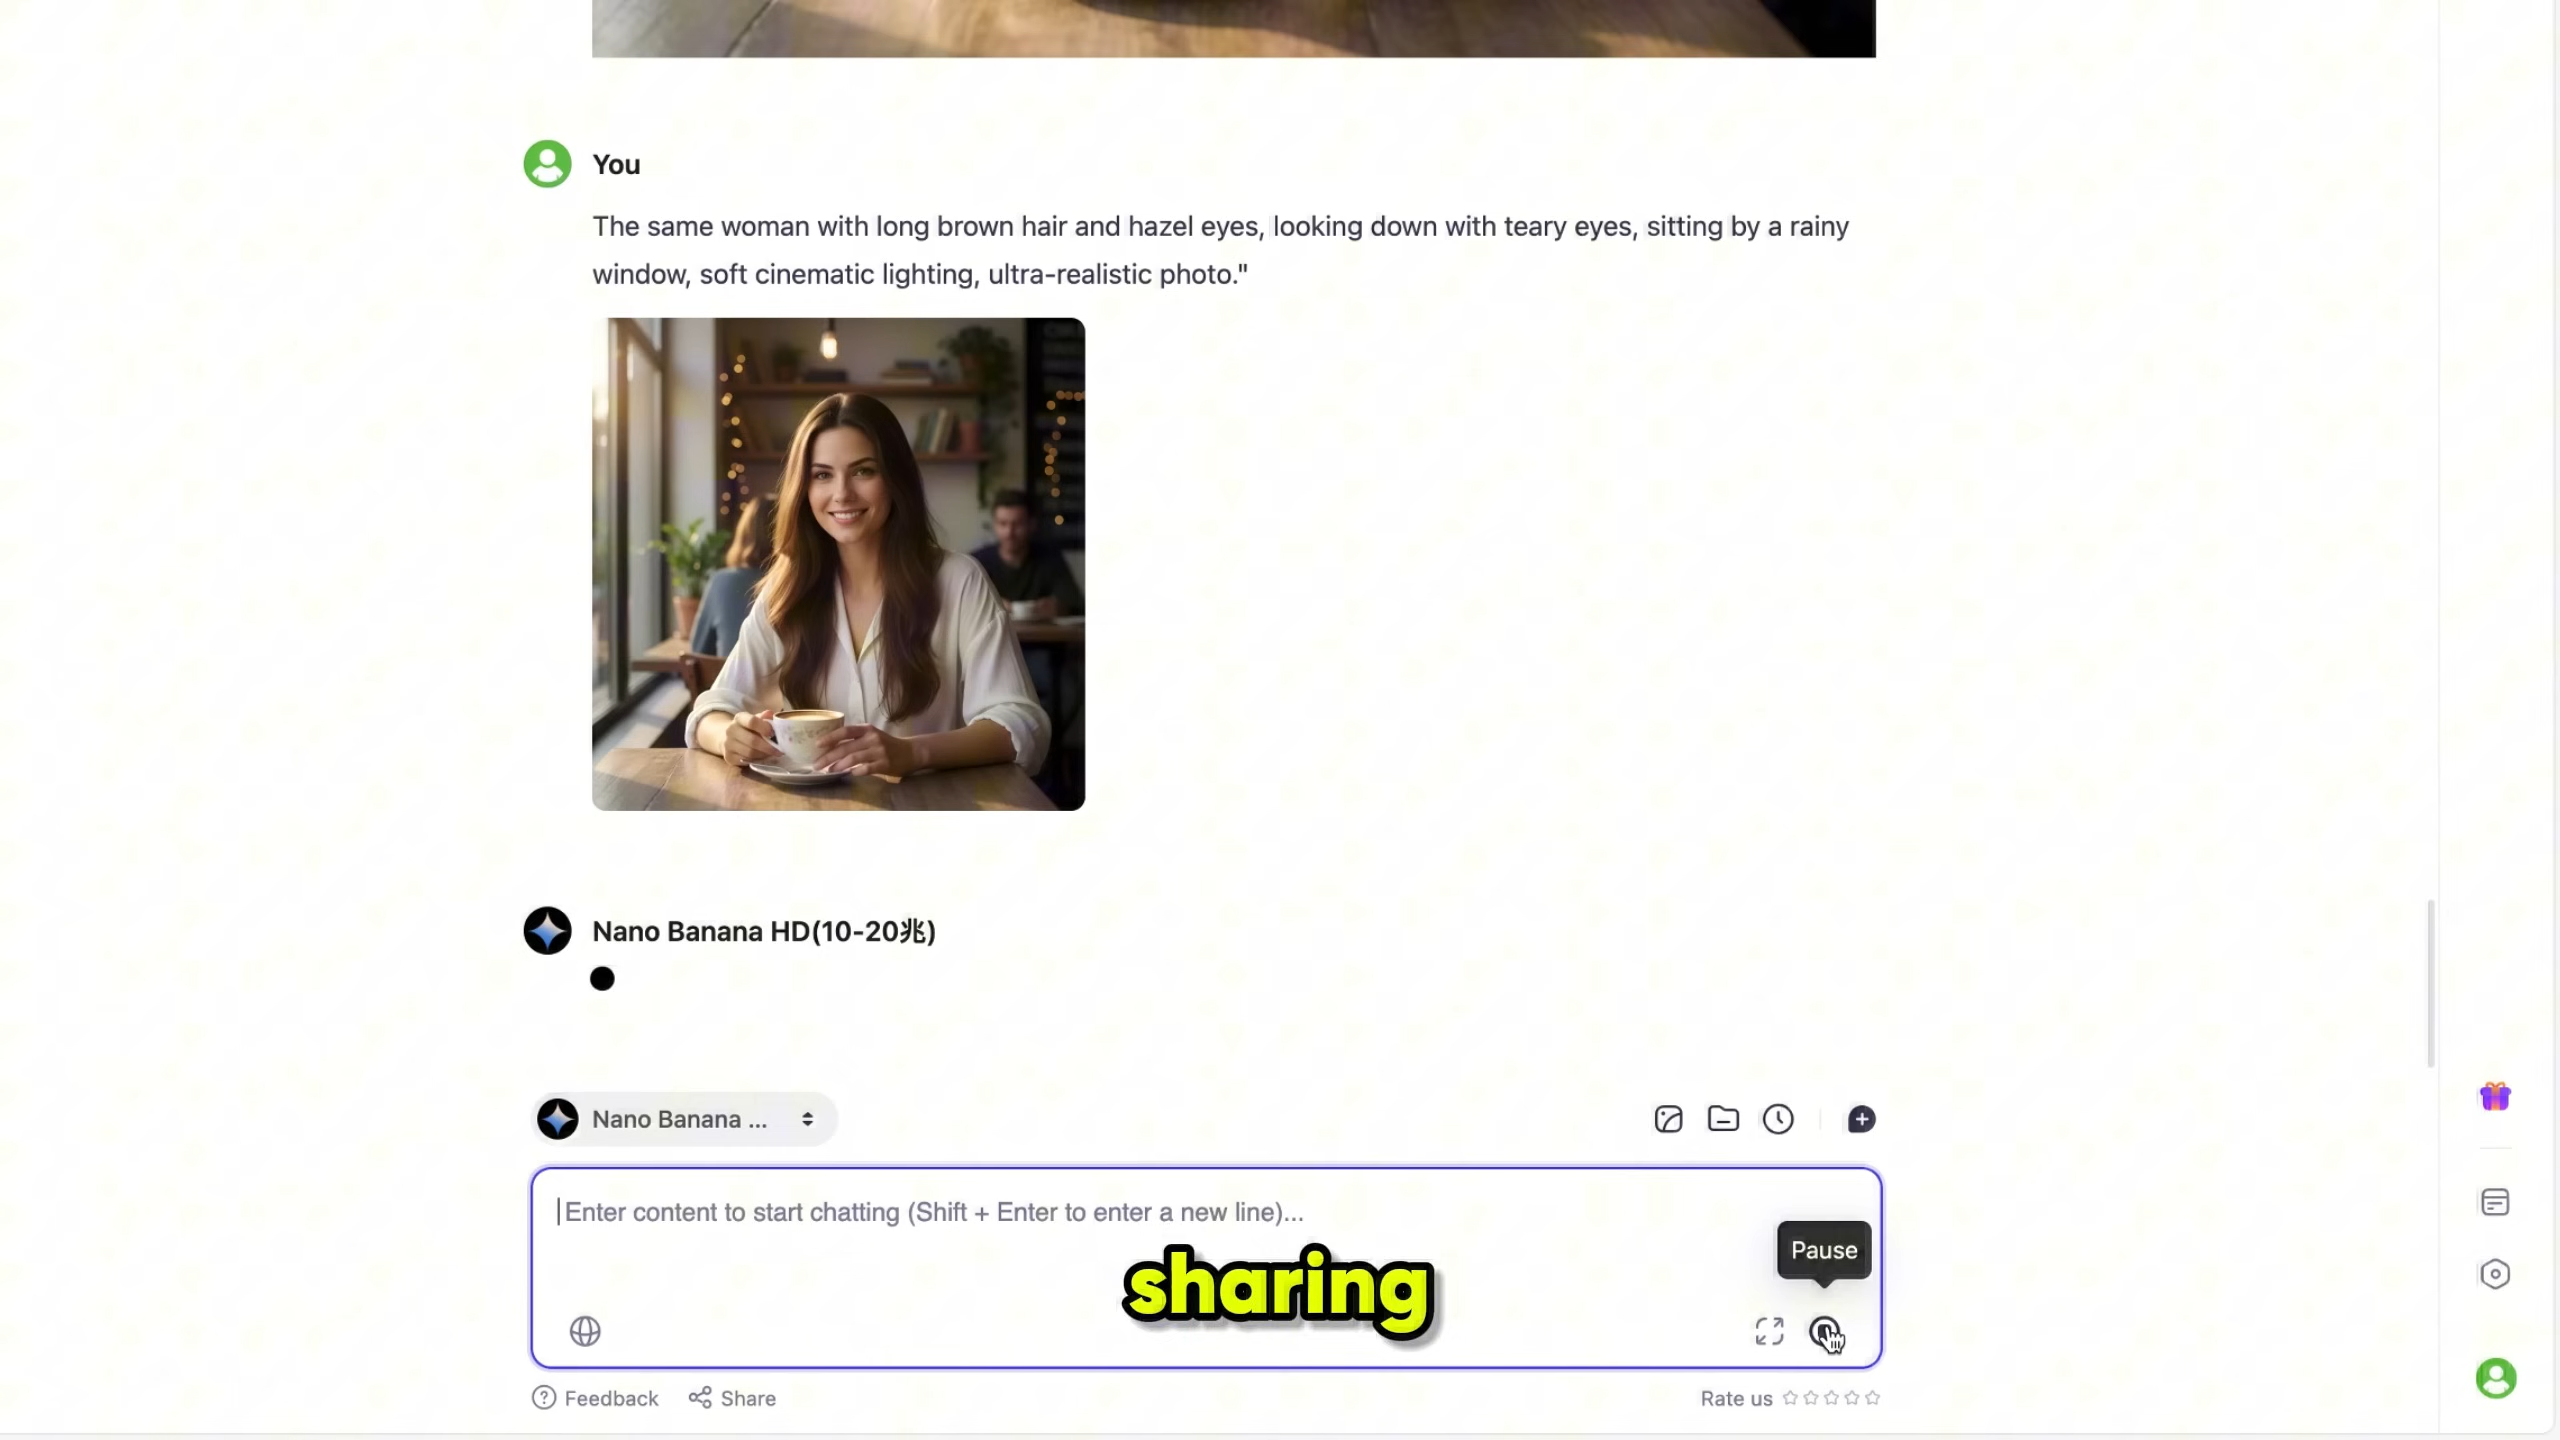 You
The same woman with long brown hair and hazel eyes, looking down with teary eyes, sitting by a rainy
window, soft cinematic lighting, ultra-realistic photo."
Nano Banana HD(10-20兆)
Nano Banana ...
Enter content to start chatting (Shift + Enter to enter a new line)...
Pause
sharing
Feedback
Share
Rate us